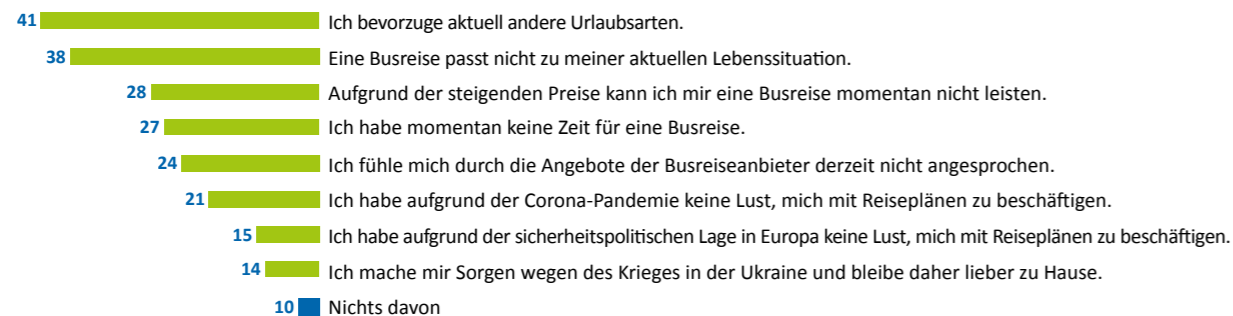 41 Ich bevorzuge aktuell andere Urlaubsarten.
38 Eine Busreise passt nicht zu meiner aktuellen Lebenssituation.
28 Aufgrund der steigenden Preise kann ich mir eine Busreise momentan nicht leisten.
27 Ich habe momentan keine Zeit für eine Busreise.
24 Ich fühle mich durch die Angebote der Busreiseanbieter derzeit nicht angesprochen.
21 Ich habe aufgrund der Corona-Pandemie keine Lust, mich mit Reiseplänen zu beschäftigen.
15 Ich habe aufgrund der sicherheitspolitischen Lage in Europa keine Lust, mich mit Reiseplänen zu beschäftigen.
14 Ich mache mir Sorgen wegen des Krieges in der Ukraine und bleibe daher lieber zu Hause.
10 Nichts davon